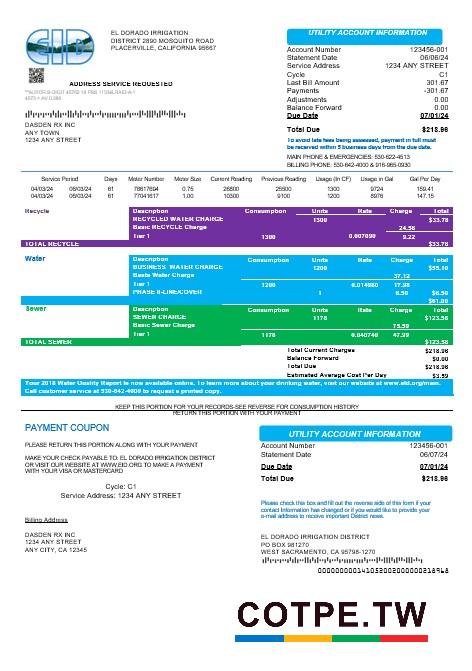 EID
EL DORADO IRRIGATION
DISTRICT 2890 MOSQUITO ROAD
PLACERVILLE, CALIFORNIA 95667
ADDRESS SERVICE REQUESTED
DASDEN RX INC
ANY TOWN
1234 ANY STREET
UTILITY ACCOUNT INFORMATION
Account Number 123456-001
Statement Date 06/07/24
Service Address 1234 ANY STREET
Cycle C1
Last Bill Amount 301.67
Payments -301.67
Adjustments 0.00
Balance Forward 0.00
Due Date 07/01/24
Total Due $218.96
To avoid late fees being assessed, payment in full must
be received within 5 business days from the due date.
MAIN PHONE & EMERGENCIES: 530-622-4513
BILLING PHONE: 530-642-4000 & 916-965-0930
Service Period Days Meter Number Meter Size Current Reading Previous Reading Usage (in CF) Usage in Gal Gal Per Day
04/03/24 06/03/24 61 78617694 0.75 26800 25500 1300 9724 159.41
04/03/24 06/03/24 61 77041617 1.00 10300 9100 1200 8976 147.15
Recycle Description Consumption Units Rate Charge Total
RECYCLED WATER CHARGE 1300 $33.78
Basic RECYCLE Charge 24.56
Tier 1 1300 0.007090 9.22
TOTAL RECYCLE $33.78
Water Description Consumption Units Rate Charge Total
BUSINESS WATER CHARGE 1200 $55.10
Basic Water Charge 37.12
Tier 1 1200 0.014980 17.98
PHASE II-LINE/COVER 1 6.50 $6.50
$61.60
Sewer Description Consumption Units Rate Charge Total
SEWER CHARGE 1178 $123.58
Basic Sewer Charge 75.59
Tier 1 1178 0.040740 47.99
TOTAL SEWER $123.58
Total Current Charges $218.96
Balance Forward $0.00
Total Due $218.96
Estimated Average Cost Per Day $3.59
Your 2018 Water Quality Report is now available online. To learn more about your drinking water, visit our website at www.eid.org/main.
Call customer service at 530-642-4000 to request a printed copy.
KEEP THIS PORTION FOR YOUR RECORDS-SEE REVERSE FOR CONSUMPTION HISTORY
RETURN THIS PORTION WITH YOUR PAYMENT
PAYMENT COUPON
PLEASE RETURN THIS PORTION ALONG WITH YOUR PAYMENT
MAKE YOUR CHECK PAYABLE TO: EL DORADO IRRIGATION DISTRICT
OR VISIT OUR WEBSITE AT WWW.EID.ORG TO MAKE A PAYMENT
WITH YOUR VISA OR MASTERCARD
Cycle: C1
Service Address: 1234 ANY STREET
Billing Address
DASDEN RX INC
1234 ANY STREET
ANY CITY, CA 12345
UTILITY ACCOUNT INFORMATION
Account Number 123456-001
Statement Date 06/07/24
Due Date 07/01/24
Total Due $218.96
Please check this box and fill out the reverse side of this form if your
contact information has changed or if you would like to provide your
e-mail address to receive important District news.
EL DORADO IRRIGATION DISTRICT
PO BOX 981270
WEST SACRAMENTO, CA 95798-1270
COTPE.TW